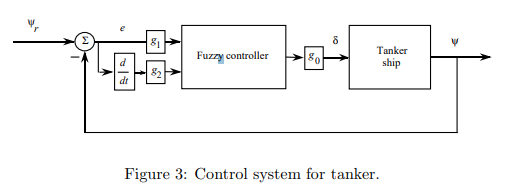 ψr
e
δ
ψ
Σ
−
g1
Fuzzy controller
g0
Tanker
ship
d
dt
g2
Figure 3: Control system for tanker.